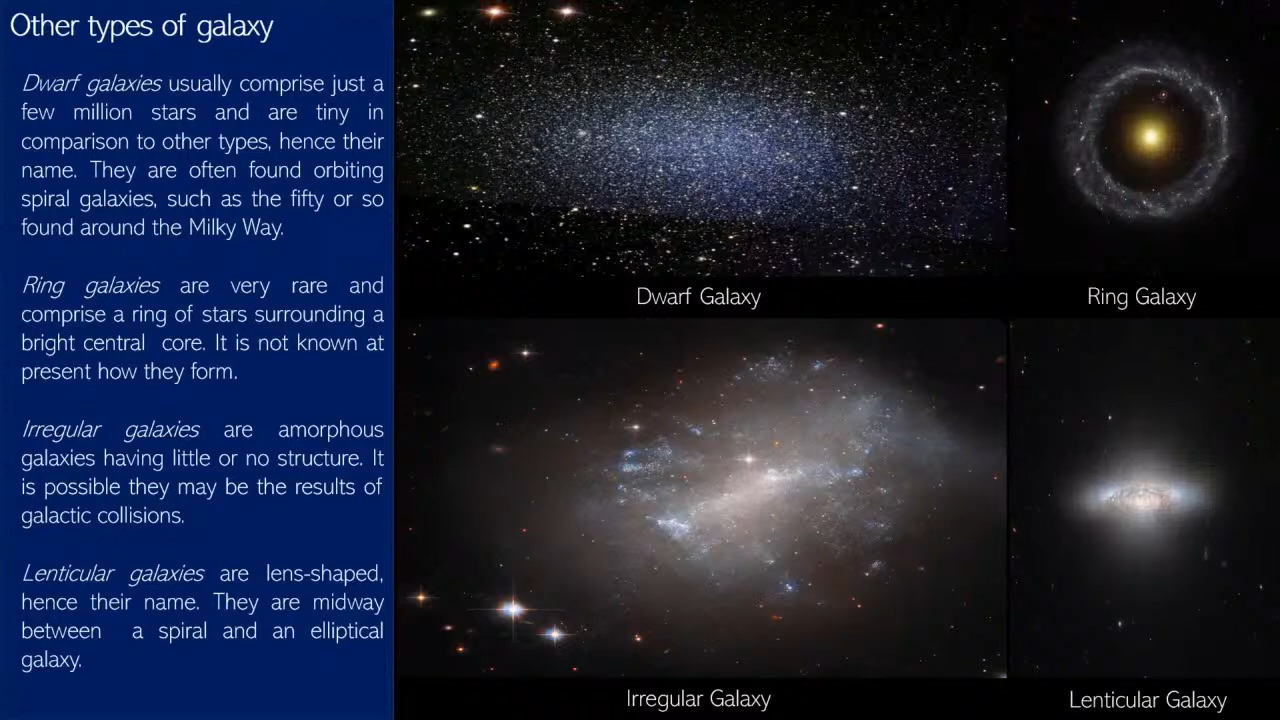 Other types of galaxy
Dwarf galaxies usually comprise just a
few million stars and are tiny in
comparison to other types, hence their
name. They are often found orbiting
spiral galaxies, such as the fifty or so
found around the Milky Way.
Ring galaxies are very rare and
comprise a ring of stars surrounding a
bright central core. It is not known at
present how they form.
Irregular galaxies are amorphous
galaxies having little or no structure. It
is possible they may be the results of
galactic collisions.
Lenticular galaxies are lens-shaped,
hence their name. They are midway
between a spiral and an elliptical
galaxy.
Dwarf Galaxy
Ring Galaxy
Irregular Galaxy
Lenticular Galaxy